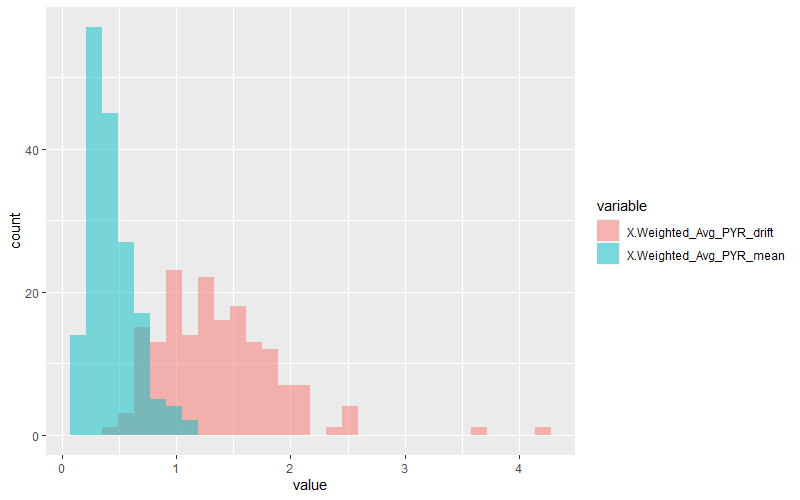 count
40
20
0
0 1 2 3 4
value
variable
X.Weighted_Avg_PYR_drift
X.Weighted_Avg_PYR_mean